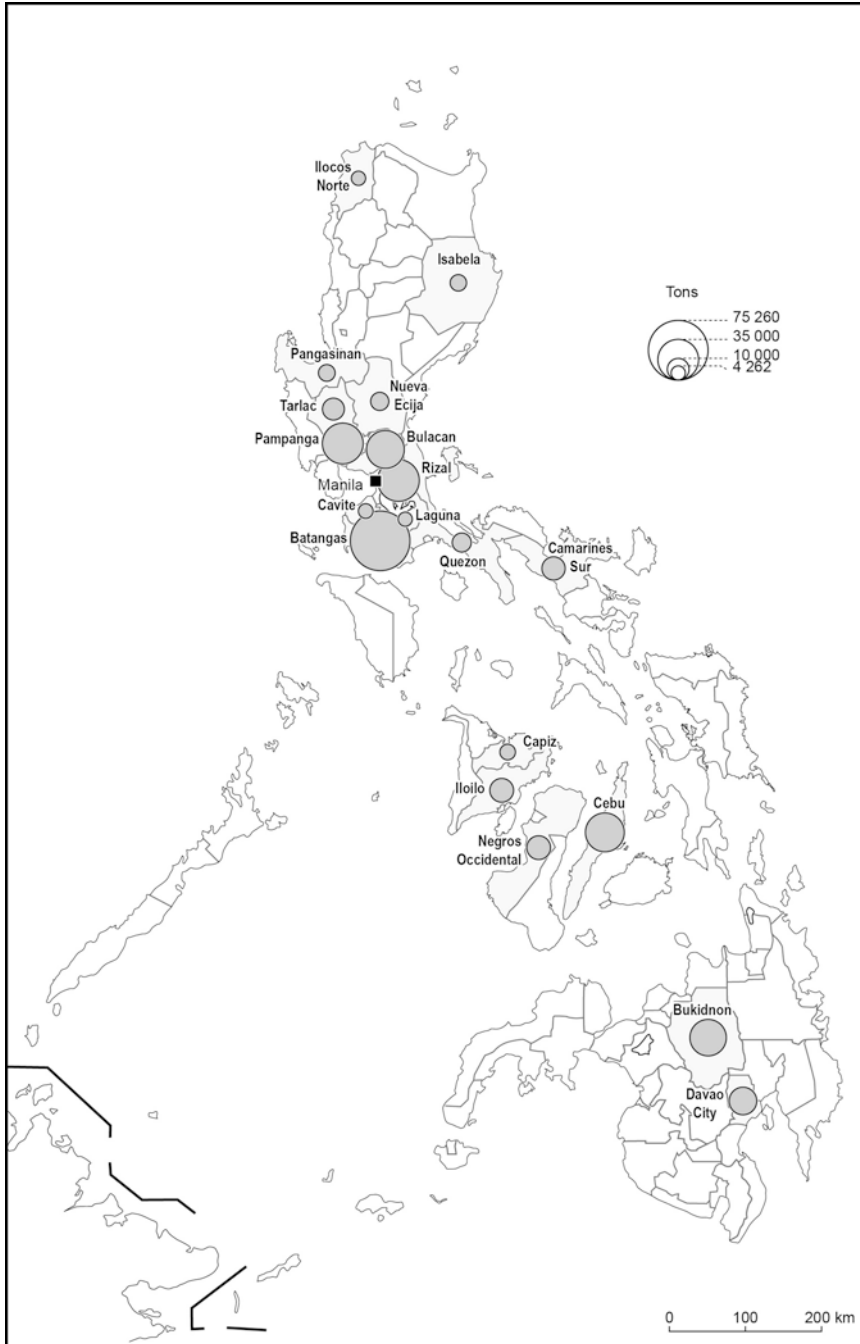 Ilocos
Norte
Isabela
Tons
75 260
35 000
10 000
4 262
Pangasinan
Nueva
Ecija
Tarlac
Pampanga
Bulacan
Rizal
Manila
Cavite
Laguna
Batangas
Quezon
Camarines
Sur
Capiz
Iloilo
Cebu
Negros
Occidental
Bukidnon
Davao
City
0 100 200 km